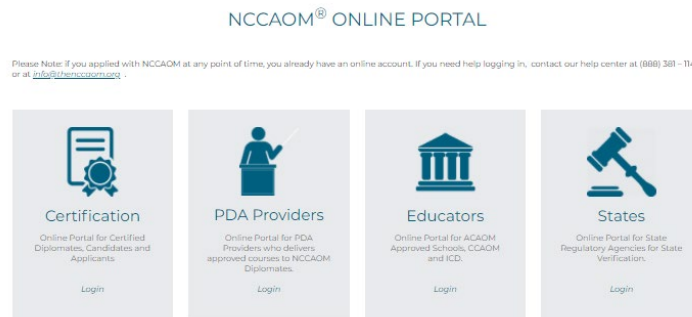 NCCAOM® ONLINE PORTAL
Please Note: if you applied with NCCAOM at any point of time, you already have an online account. If you need help logging in, contact our help center at (888) 381 – 114
or at info@thenccaom.org .
Certification
Online Portal for Certified
Diplomates, Candidates and
Applicants
Login
PDA Providers
Online Portal for PDA
Providers who delivers
approved courses to NCCAOM
Diplomates.
Login
Educators
Online Portal for ACAOM
Approved Schools, CCAOM
and ICD.
Login
States
Online Portal for State
Regulatory Agencies for State
Verification.
Login